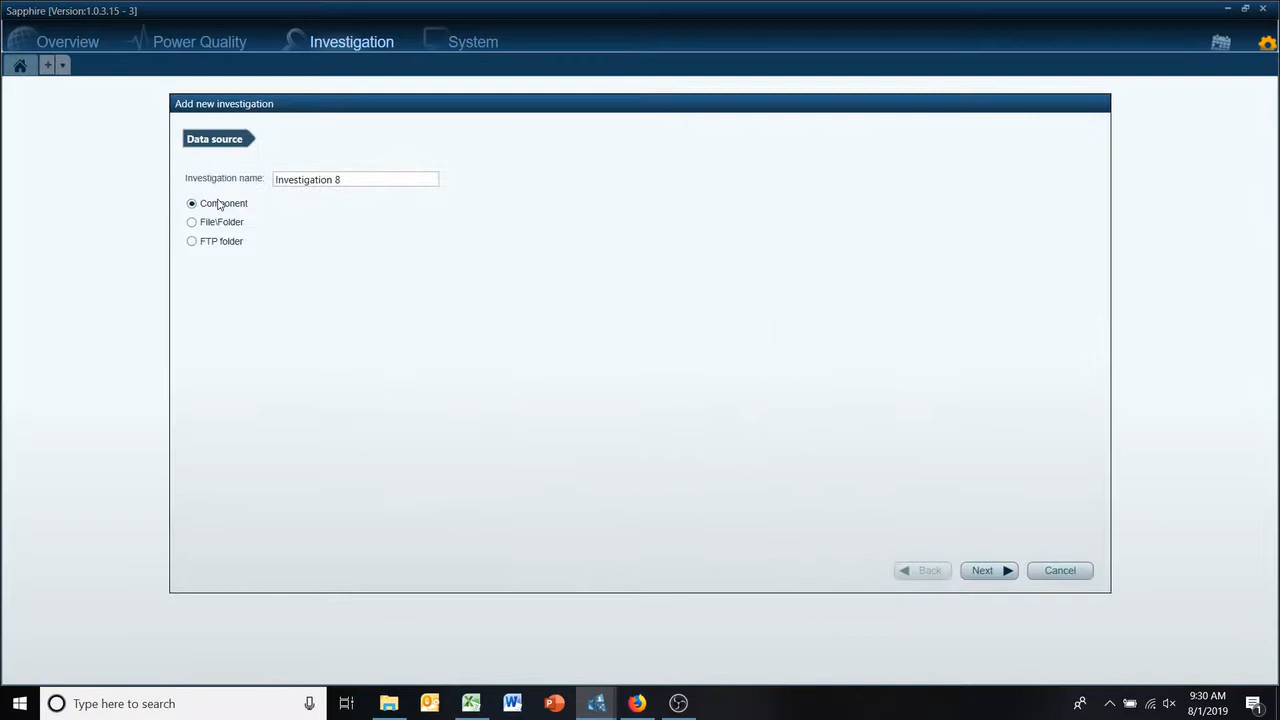 Sapphire [Version:1.0.3.15 - 3]
Overview Power Quality Investigation System
+
Add new investigation
Data source
Investigation name: Investigation 8
Component
File\Folder
FTP folder
Back Next Cancel
Type here to search
9:30 AM
8/1/2019
1